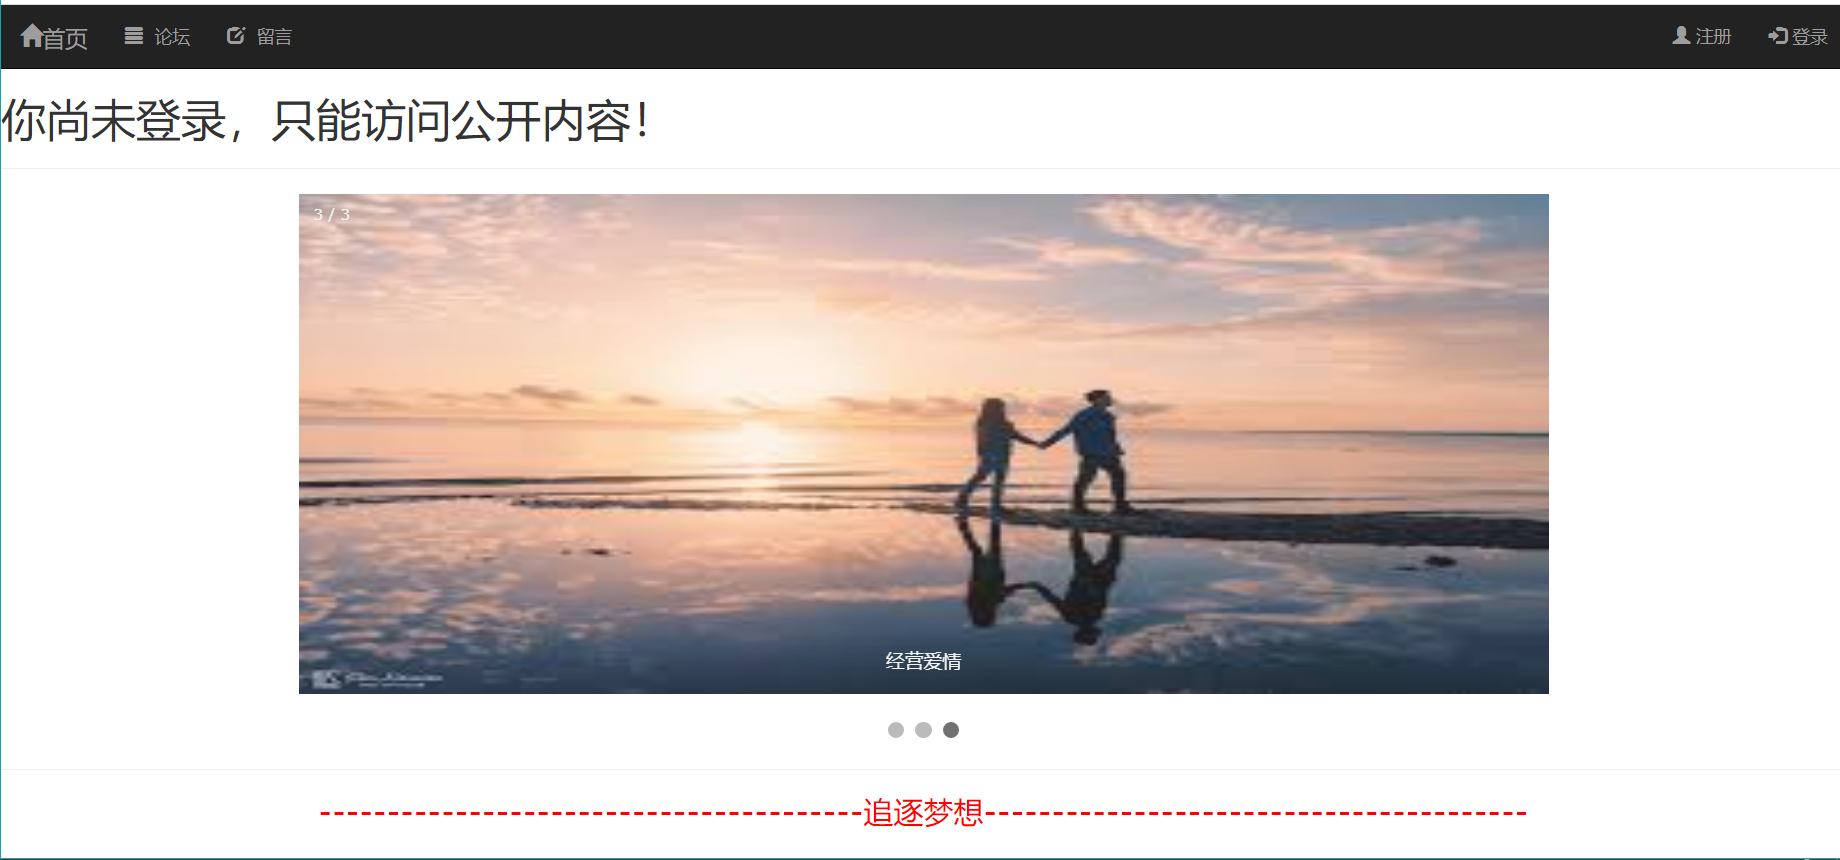 首页 论坛 留言 注册 登录
你尚未登录，只能访问公开内容！
3 / 3
经营爱情
----------------------------------------追逐梦想----------------------------------------